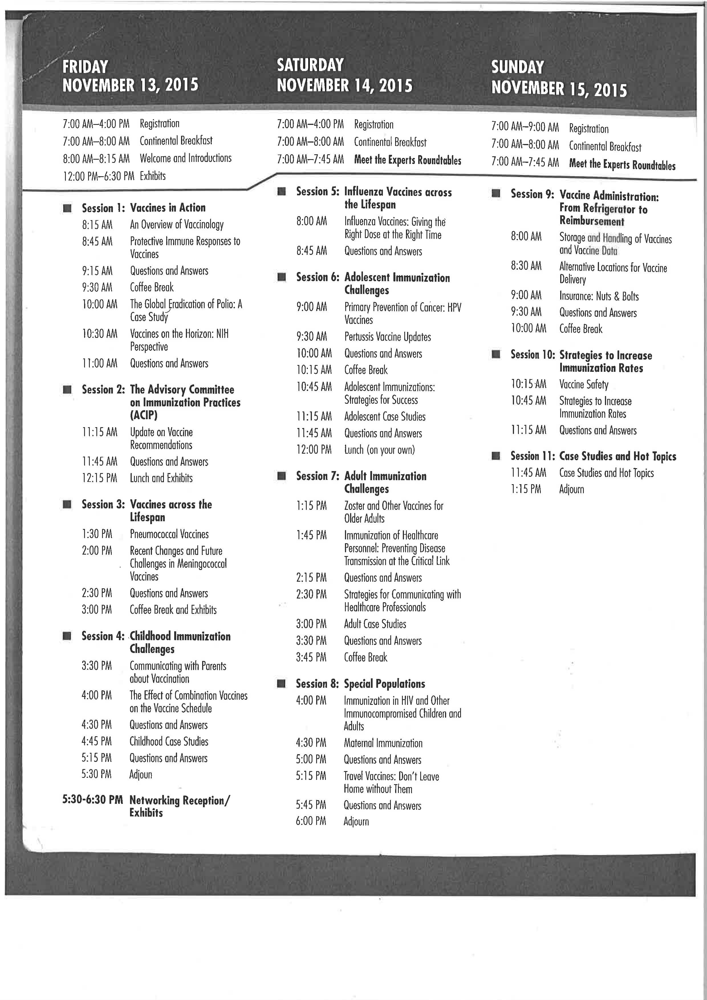 FRIDAY
NOVEMBER 13, 2015
7:00 AM–4:00 PM Registration
7:00 AM–8:00 AM Continental Breakfast
8:00 AM–8:15 AM Welcome and Introductions
12:00 PM–6:30 PM Exhibits
Session 1: Vaccines in Action
8:15 AM An Overview of Vaccinology
8:45 AM Protective Immune Responses to
Vaccines
9:15 AM Questions and Answers
9:30 AM Coffee Break
10:00 AM The Global Eradication of Polio: A
Case Study
10:30 AM Vaccines on the Horizon: NIH
Perspective
11:00 AM Questions and Answers
Session 2: The Advisory Committee
on Immunization Practices
(ACIP)
11:15 AM Update on Vaccine
Recommendations
11:45 AM Questions and Answers
12:15 PM Lunch and Exhibits
Session 3: Vaccines across the
Lifespan
1:30 PM Pneumococcal Vaccines
2:00 PM Recent Changes and Future
Challenges in Meningococcal
Vaccines
2:30 PM Questions and Answers
3:00 PM Coffee Break and Exhibits
Session 4: Childhood Immunization
Challenges
3:30 PM Communicating with Parents
about Vaccination
4:00 PM The Effect of Combination Vaccines
on the Vaccine Schedule
4:30 PM Questions and Answers
4:45 PM Childhood Case Studies
5:15 PM Questions and Answers
5:30 PM Adjoun
5:30-6:30 PM Networking Reception/
Exhibits
SATURDAY
NOVEMBER 14, 2015
7:00 AM–4:00 PM Registration
7:00 AM–8:00 AM Continental Breakfast
7:00 AM–7:45 AM Meet the Experts Roundtables
Session 5: Influenza Vaccines across
the Lifespan
8:00 AM Influenza Vaccines: Giving the
Right Dose at the Right Time
8:45 AM Questions and Answers
Session 6: Adolescent Immunization
Challenges
9:00 AM Primary Prevention of Cancer: HPV
Vaccines
9:30 AM Pertussis Vaccine Updates
10:00 AM Questions and Answers
10:15 AM Coffee Break
10:45 AM Adolescent Immunizations:
Strategies for Success
11:15 AM Adolescent Case Studies
11:45 AM Questions and Answers
12:00 PM Lunch (on your own)
Session 7: Adult Immunization
Challenges
1:15 PM Zoster and Other Vaccines for
Older Adults
1:45 PM Immunization of Healthcare
Personnel: Preventing Disease
Transmission at the Critical Link
2:15 PM Questions and Answers
2:30 PM Strategies for Communicating with
Healthcare Professionals
3:00 PM Adult Case Studies
3:30 PM Questions and Answers
3:45 PM Coffee Break
Session 8: Special Populations
4:00 PM Immunization in HIV and Other
Immunocompromised Children and
Adults
4:30 PM Maternal Immunization
5:00 PM Questions and Answers
5:15 PM Travel Vaccines: Don't Leave
Home without Them
5:45 PM Questions and Answers
6:00 PM Adjourn
SUNDAY
NOVEMBER 15, 2015
7:00 AM–9:00 AM Registration
7:00 AM–8:00 AM Continental Breakfast
7:00 AM–7:45 AM Meet the Experts Roundtables
Session 9: Vaccine Administration:
From Refrigerator to
Reimbursement
8:00 AM Storage and Handling of Vaccines
and Vaccine Data
8:30 AM Alternative Locations for Vaccine
Delivery
9:00 AM Insurance: Nuts & Bolts
9:30 AM Questions and Answers
10:00 AM Coffee Break
Session 10: Strategies to Increase
Immunization Rates
10:15 AM Vaccine Safety
10:45 AM Strategies to Increase
Immunization Rates
11:15 AM Questions and Answers
Session 11: Case Studies and Hot Topics
11:45 AM Case Studies and Hot Topics
1:15 PM Adjourn